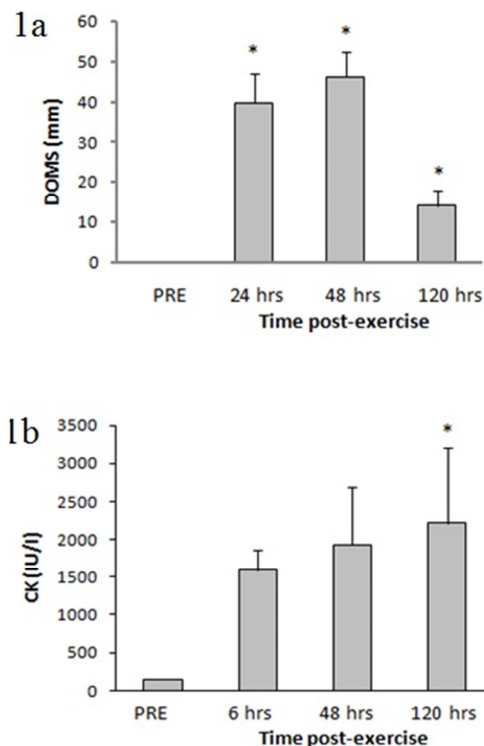 1a
60
50
40
30
20
10
0
DOMS (mm)
* * *
PRE 24 hrs 48 hrs 120 hrs
Time post-exercise
1b
3500
3000
2500
2000
1500
1000
500
0
CK (IU/l)
*
PRE 6 hrs 48 hrs 120 hrs
Time post-exercise